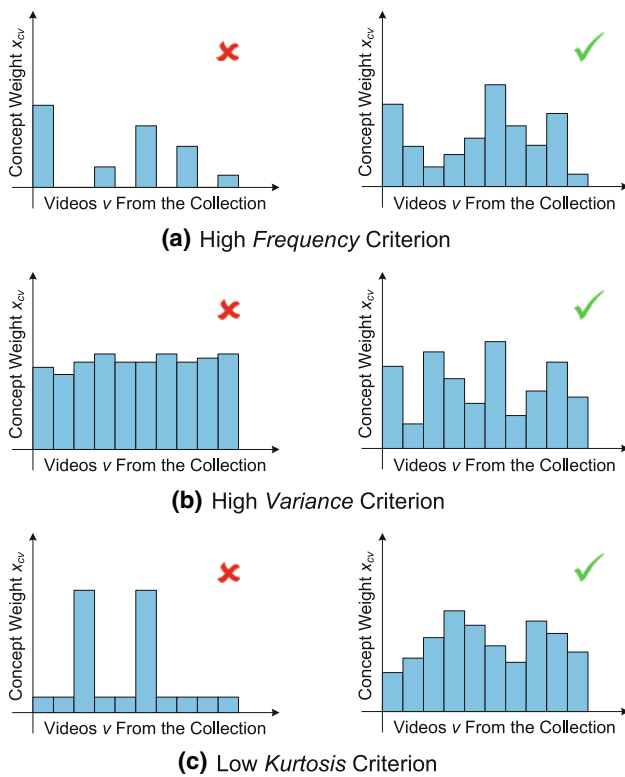 Concept Weight x_cv
Videos v From the Collection
Concept Weight x_cv
Videos v From the Collection
(a) High Frequency Criterion
Concept Weight x_cv
Videos v From the Collection
Concept Weight x_cv
Videos v From the Collection
(b) High Variance Criterion
Concept Weight x_cv
Videos v From the Collection
Concept Weight x_cv
Videos v From the Collection
(c) Low Kurtosis Criterion